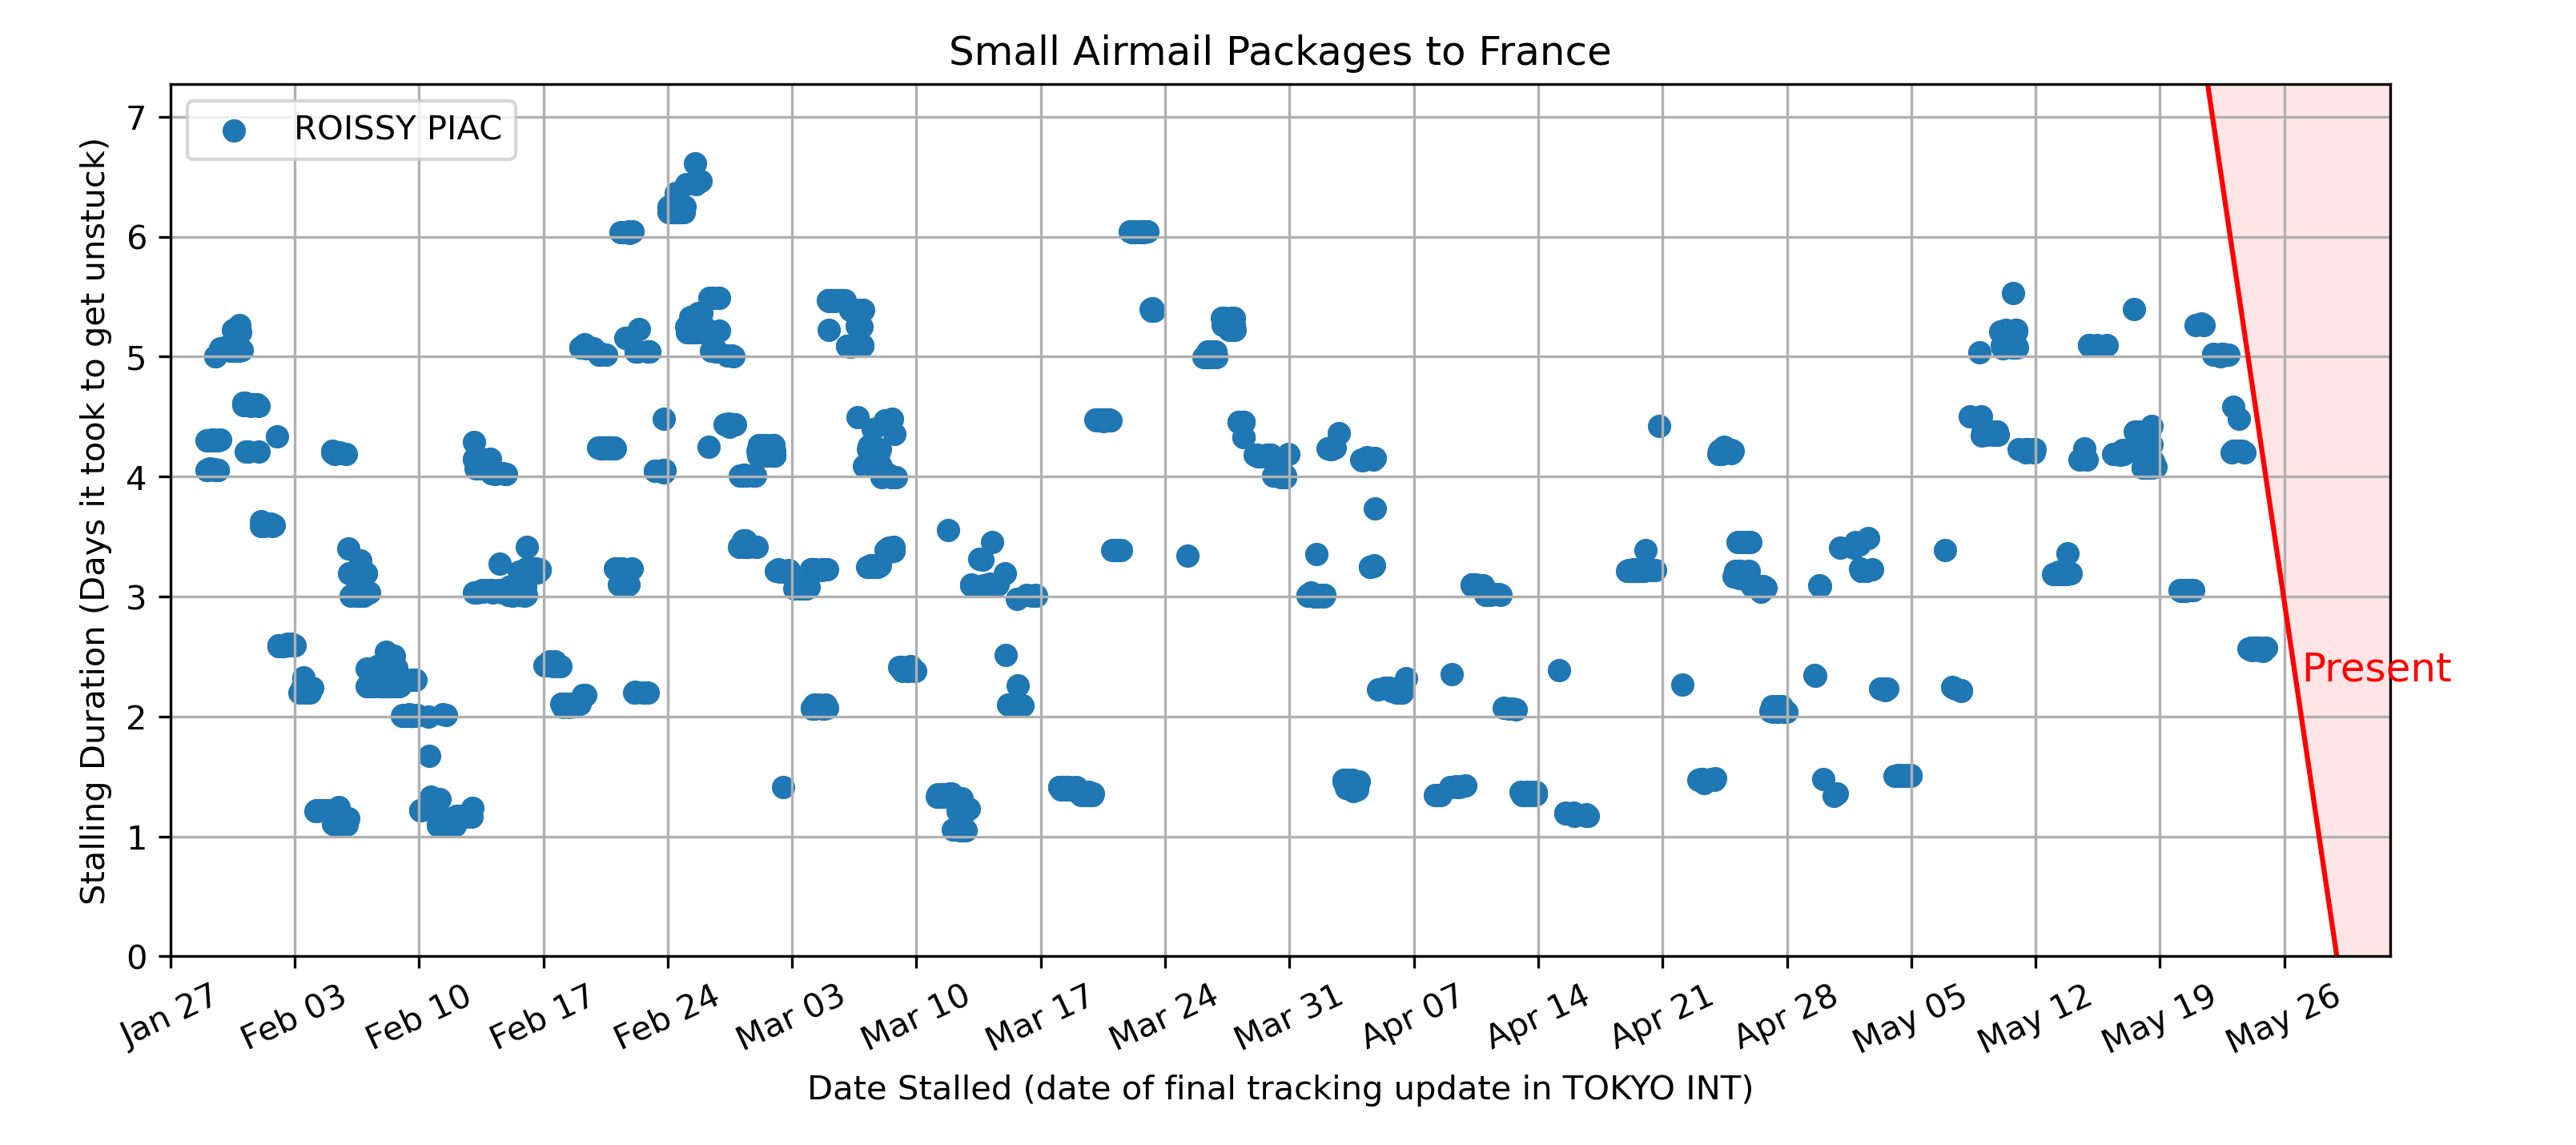 Small Airmail Packages to France
ROISSY PIAC
Stalling Duration (Days it took to get unstuck)
7
6
5
4
3
2
1
0
Present
Jan 27
Feb 03
Feb 10
Feb 17
Feb 24
Mar 03
Mar 10
Mar 17
Mar 24
Mar 31
Apr 07
Apr 14
Apr 21
Apr 28
May 05
May 12
May 19
May 26
Date Stalled (date of final tracking update in TOKYO INT)